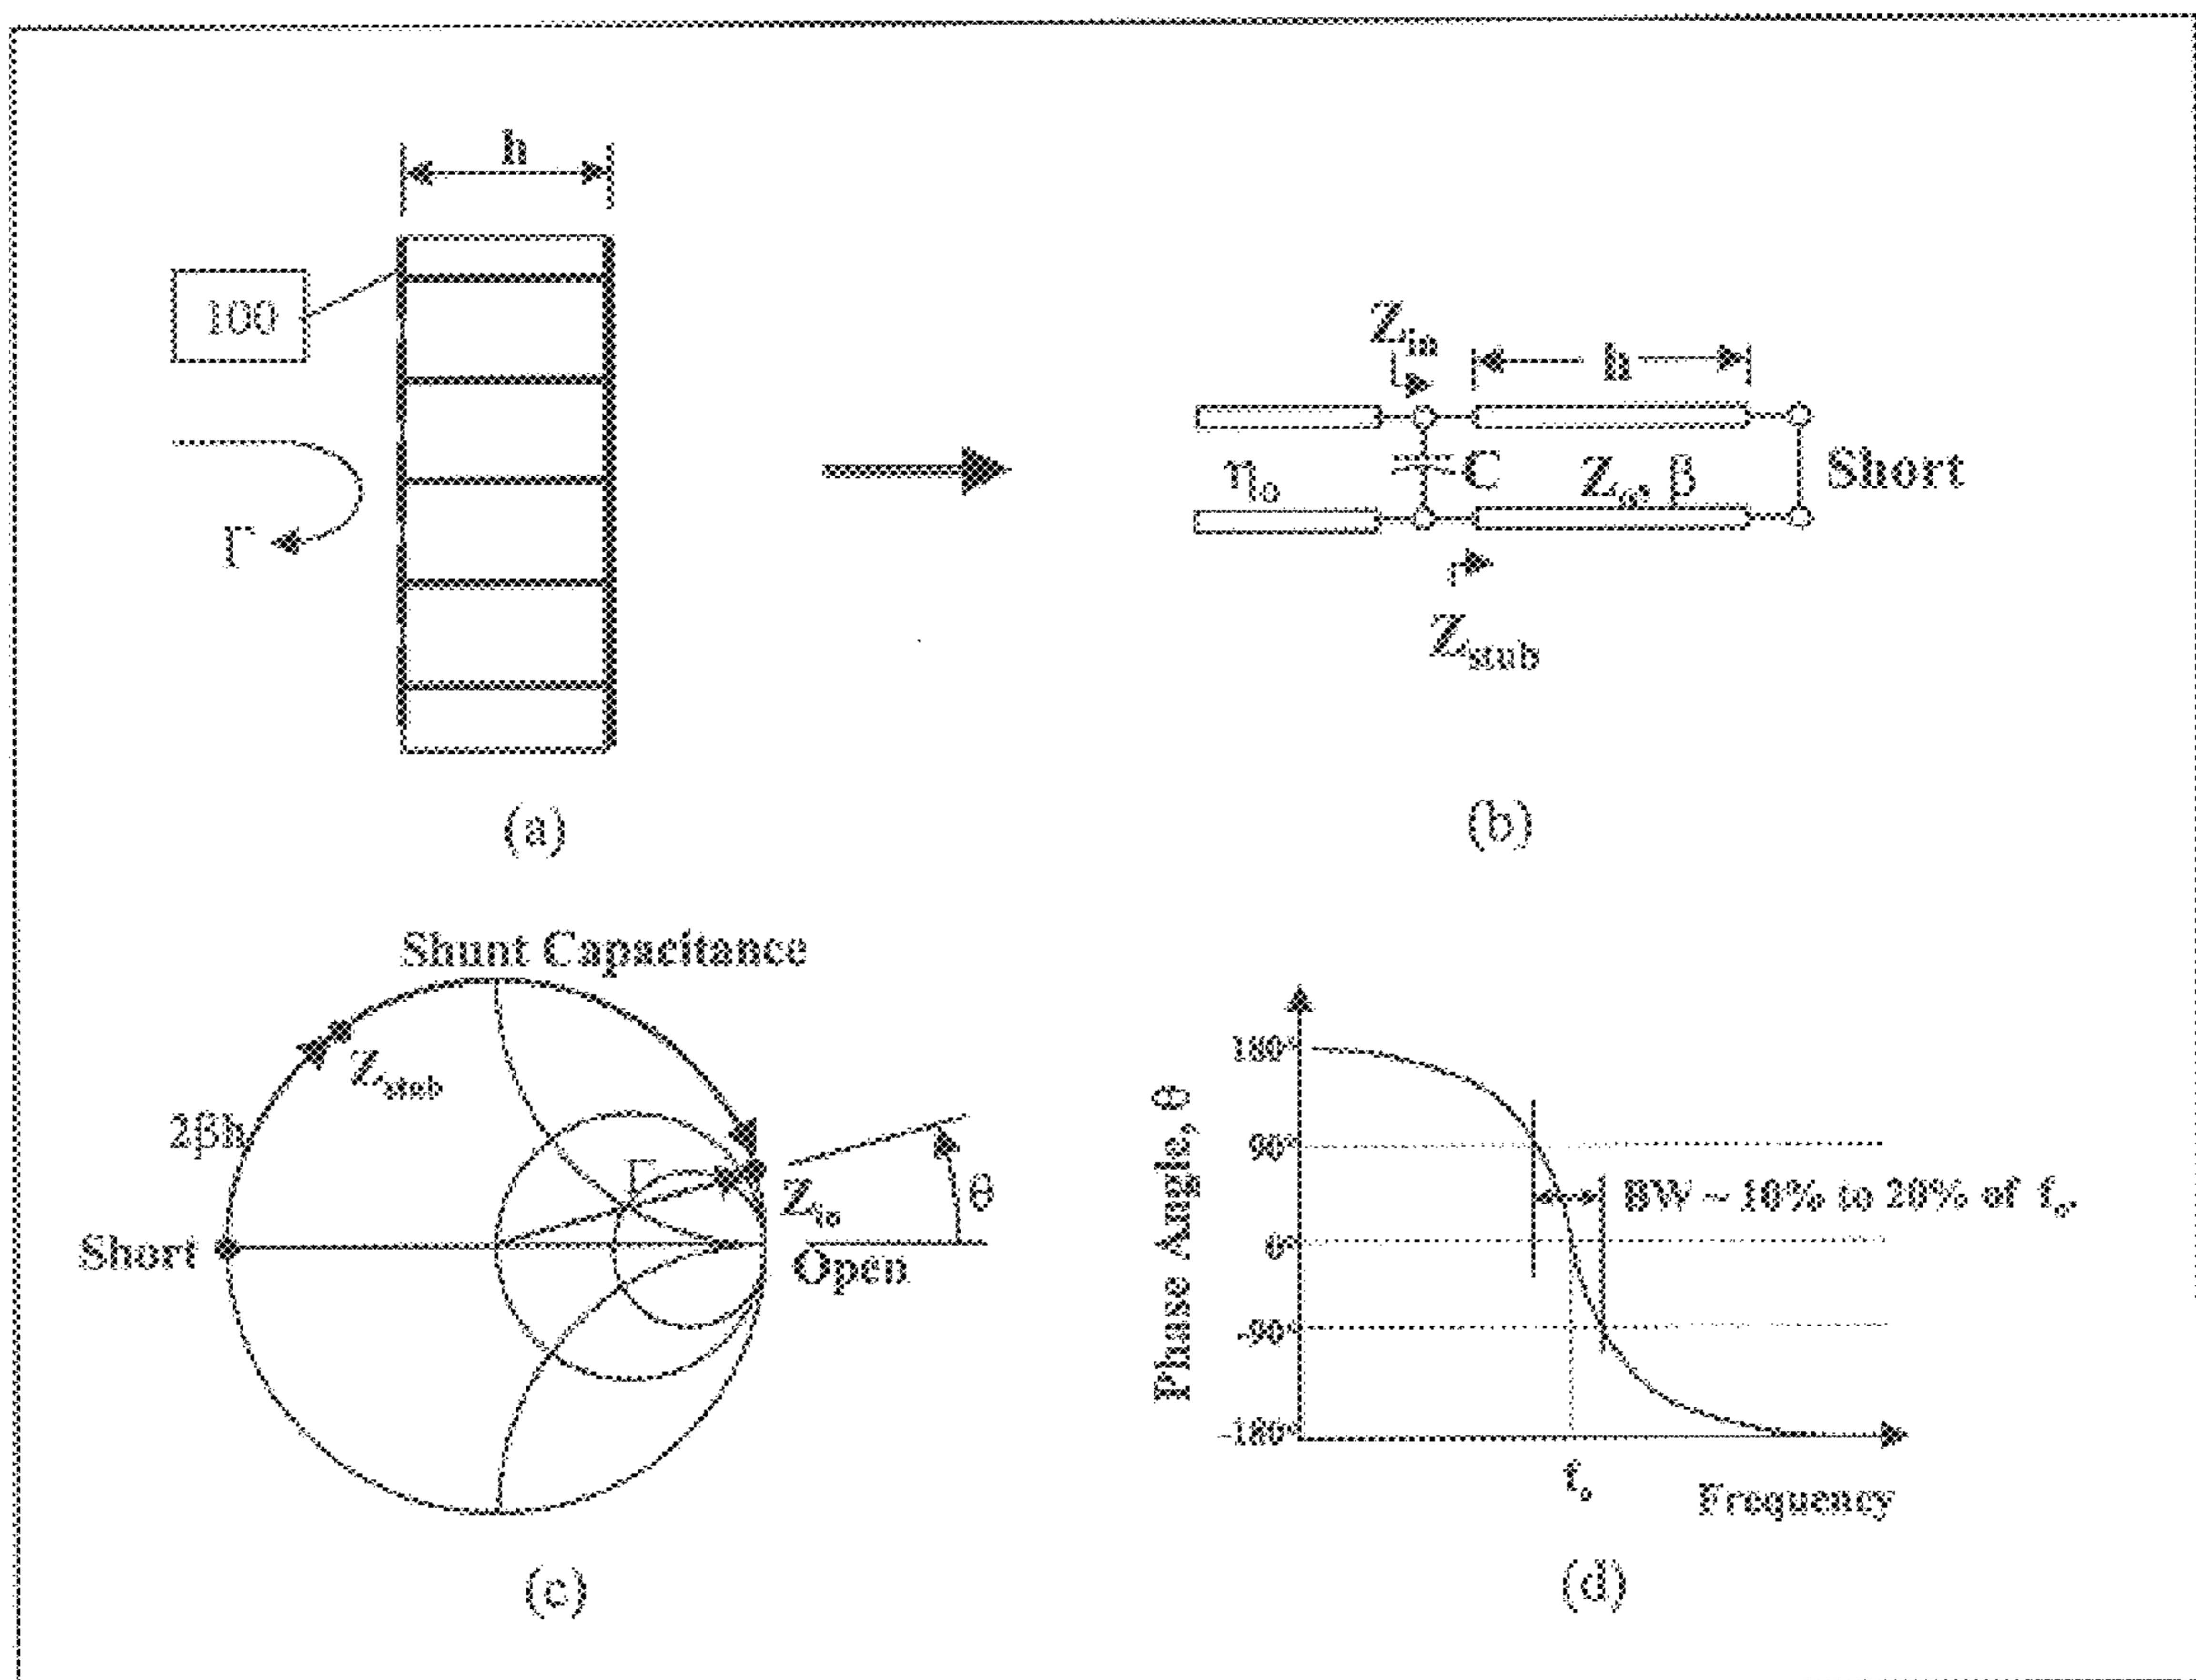 h
100
Γ
(a)
Z_in
h
η_o
C
Z_o, β
Short
Z_stub
(b)
Shunt Capacitance
Z_stub
2βh
Γ
Z_in
θ
Short
Open
(c)
Phase Angle, θ
180°
90°
0°
-90°
-180°
BW ~ 10% to 20% of f_o.
f_o
Frequency
(d)